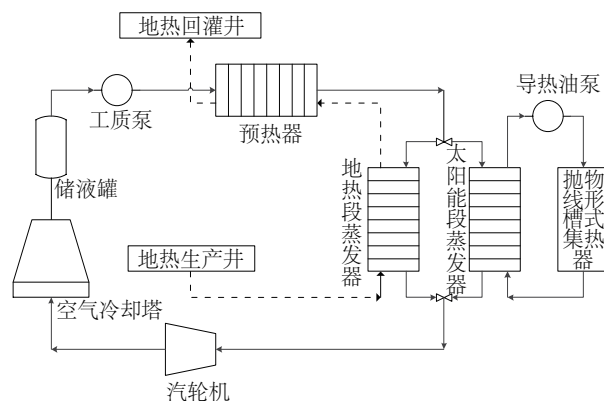 地热回灌井
工质泵
预热器
导热油泵
储液罐
地热段蒸发器
太阳能段蒸发器
抛物
线形
槽式
集热
器
地热生产井
空气冷却塔
汽轮机